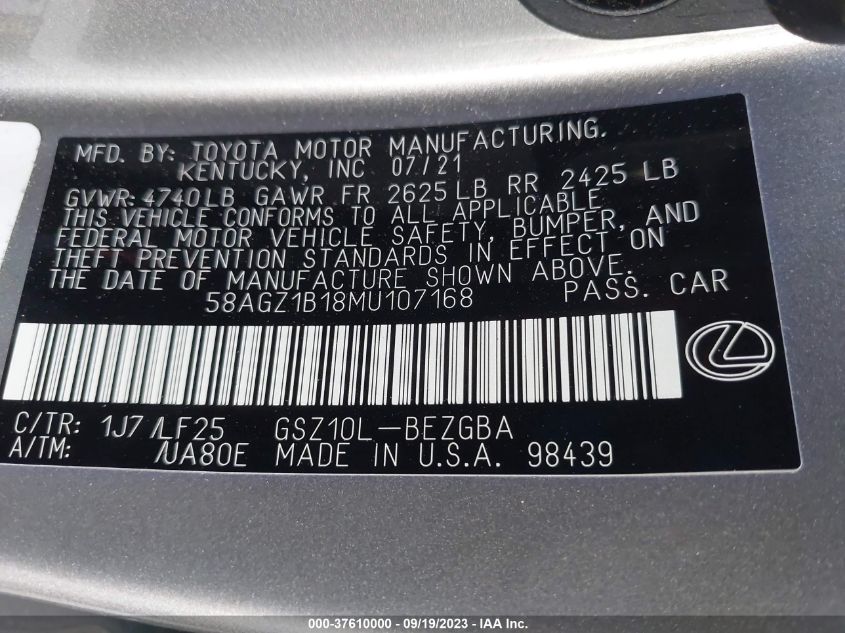 MFD. BY: TOYOTA MOTOR MANUFACTURING,
KENTUCKY, INC 07/21
GVWR: 4740 LB GAWR FR 2625 LB RR 2425 LB
THIS VEHICLE CONFORMS TO ALL APPLICABLE
FEDERAL MOTOR VEHICLE SAFETY, BUMPER, AND
THEFT PREVENTION STANDARDS IN EFFECT ON
THE DATE OF MANUFACTURE SHOWN ABOVE.
58AGZ1B18MU107168 PASS. CAR
C/TR: 1J7 /LF25 GSZ10L-BEZGBA
A/TM: /UA80E MADE IN U.S.A. 98439
000-37610000 - 09/19/2023 - IAA Inc.